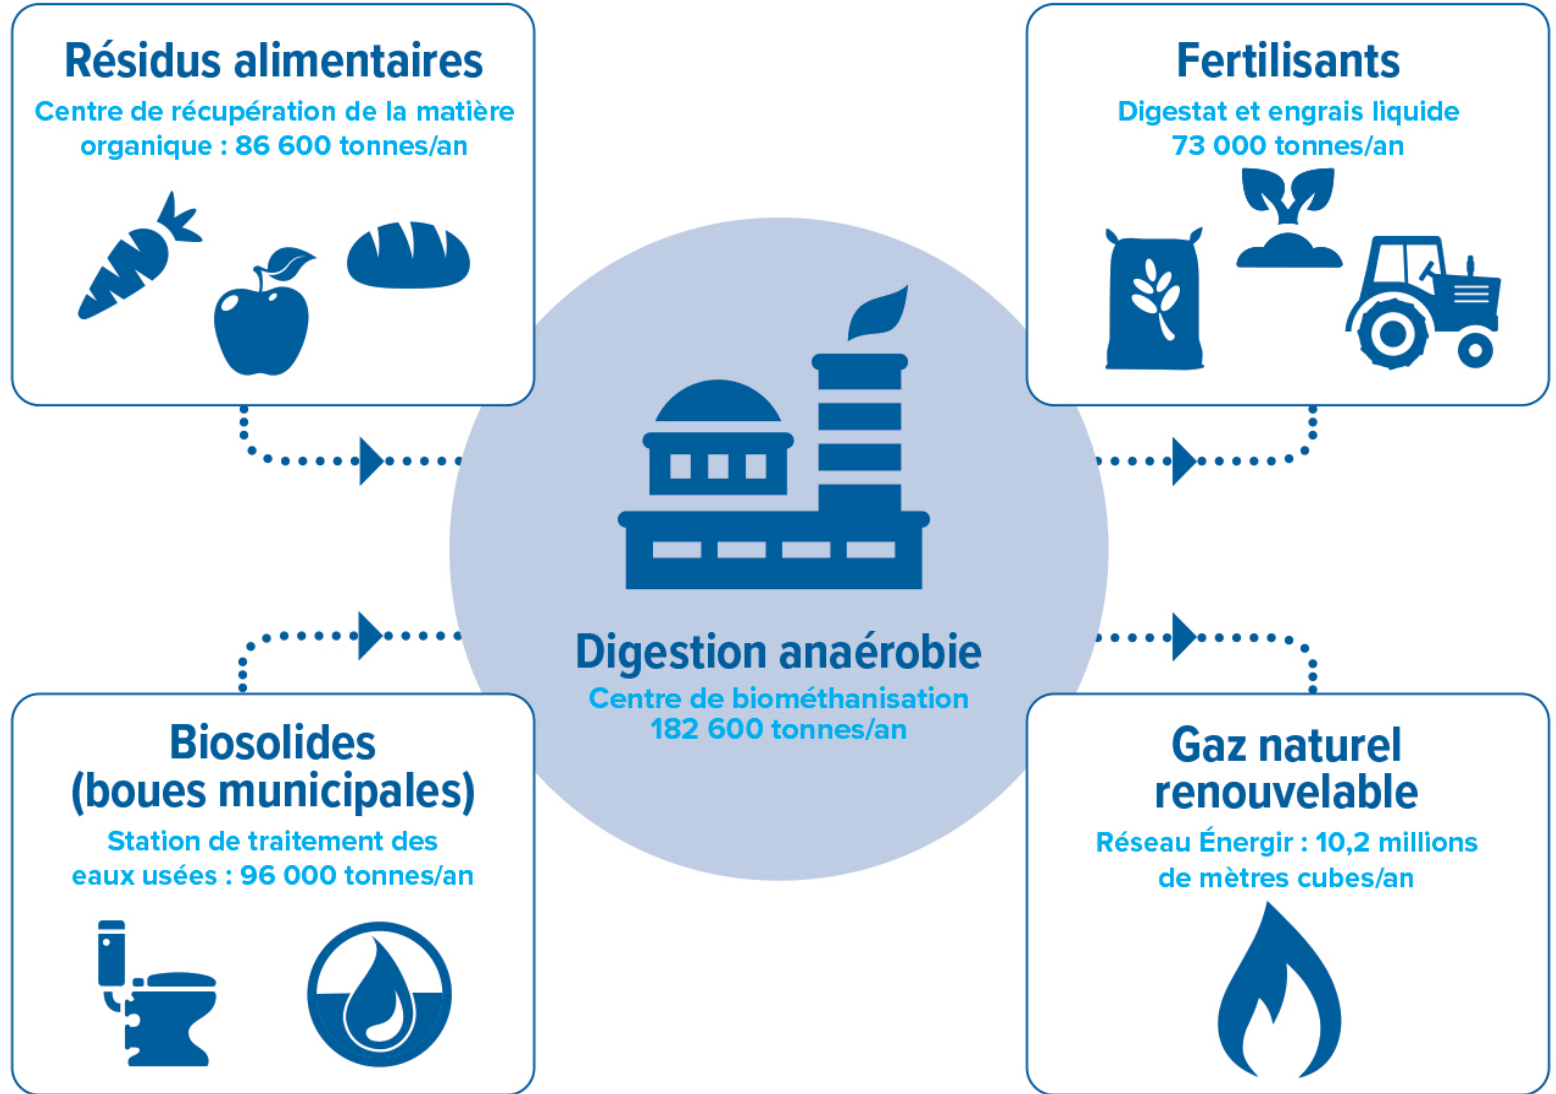 Résidus alimentaires
Centre de récupération de la matière
organique : 86 600 tonnes/an
Fertilisants
Digestat et engrais liquide
73 000 tonnes/an
Digestion anaérobie
Centre de biométhanisation
182 600 tonnes/an
Biosolides
(boues municipales)
Station de traitement des
eaux usées : 96 000 tonnes/an
Gaz naturel
renouvelable
Réseau Énergir : 10,2 millions
de mètres cubes/an